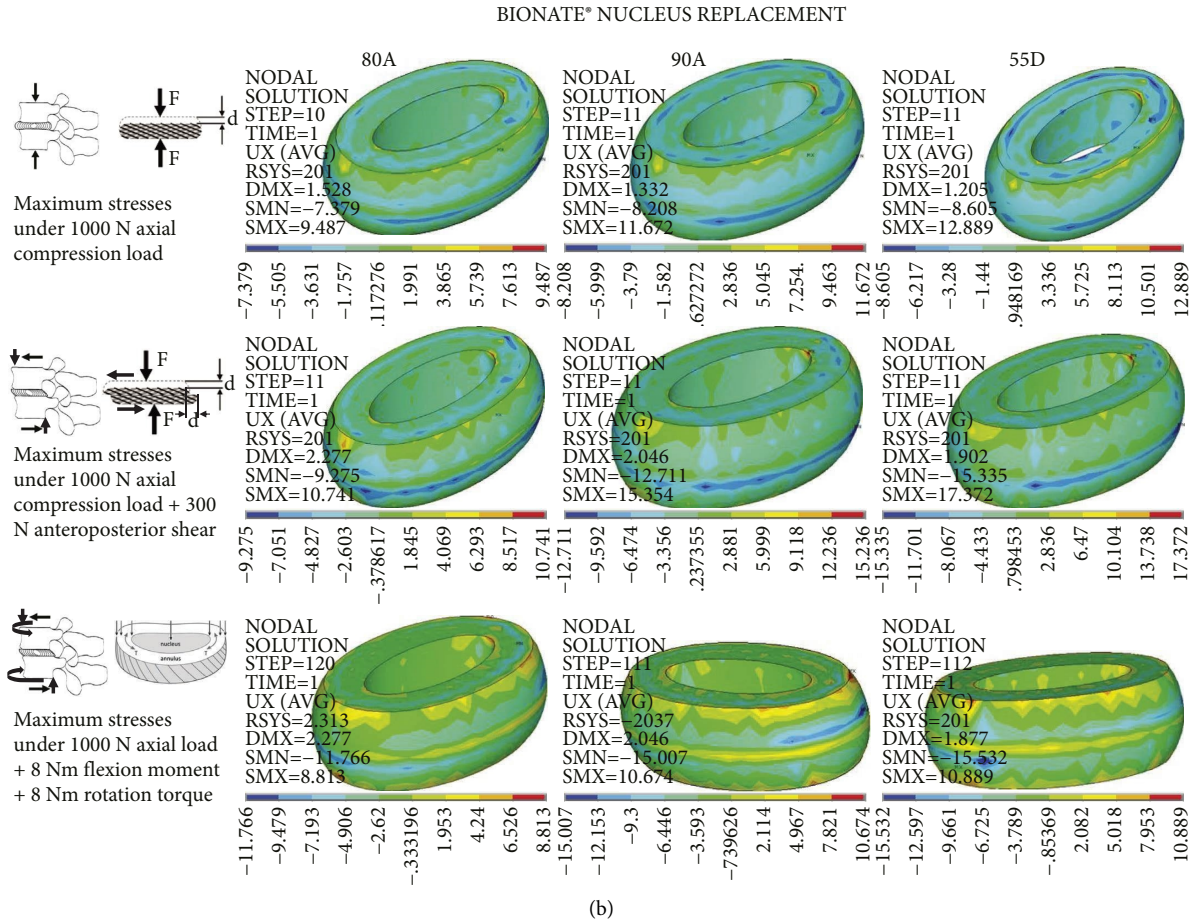 BIONATE® NUCLEUS REPLACEMENT
80A
90A
55D
F
d
F
Maximum stresses
under 1000 N axial
compression load
NODAL
SOLUTION
STEP=10
TIME=1
UX (AVG)
RSYS=201
DMX=1.528
SMN=−7.379
SMX=9.487
−7.379
−5.505
−3.631
−1.757
.117276
1.991
3.865
5.739
7.613
9.487
NODAL
SOLUTION
STEP=11
TIME=1
UX (AVG)
RSYS=201
DMX=1.332
SMN=−8.208
SMX=11.672
−8.208
−5.999
−3.79
−1.582
.627272
2.836
5.045
7.254.
9.463
11.672
NODAL
SOLUTION
STEP=11
TIME=1
UX (AVG)
RSYS=201
DMX=1.205
SMN=−8.605
SMX=12.889
−8.605
−6.217
−3.28
−1.444
.948169
3.336
5.725
8.113
10.501
12.889
F
d
F
d
Maximum stresses
under 1000 N axial
compression load + 300
N anteroposterior shear
NODAL
SOLUTION
STEP=11
TIME=1
UX (AVG)
RSYS=201
DMX=2.277
SMN=−9.275
SMX=10.741
−9.275
−7.051
−4.827
−2.603
−.378617
1.845
4.069
6.293
8.517
10.741
NODAL
SOLUTION
STEP=11
TIME=1
UX (AVG)
RSYS=201
DMX=2.046
SMN=−12.711
SMX=15.354
−12.711
−9.592
−6.474
−3.356
.237355
2.881
5.999
9.118
12.236
15.236
NODAL
SOLUTION
STEP=11
TIME=1
UX (AVG)
RSYS=201
DMX=1.902
SMN=−15.335
SMX=17.372
−15.335
−11.701
−8.067
−4.433
.798453
2.836
6.47
10.104
13.738
17.372
nucleus
annulus
Maximum stresses
under 1000 N axial load
+ 8 Nm flexion moment
+ 8 Nm rotation torque
NODAL
SOLUTION
STEP=120
TIME=1
UX (AVG)
RSYS=2.313
DMX=2.277
SMN=−11.766
SMX=8.813
−11.766
−9.479
−7.193
−4.906
−2.62
−.333196
1.953
4.24
6.526
8.813
NODAL
SOLUTION
STEP=111
TIME=1
UX (AVG)
RSYS=−2037
DMX=2.046
SMN=−15.007
SMX=10.674
−15.007
−12.153
−9.3
−6.446
−3.593
−739626
2.114
4.967
7.821
10.674
NODAL
SOLUTION
STEP=112
TIME=1
UX (AVG)
RSYS=201
DMX=1.877
SMN=−15.532
SMX=10.889
−15.532
−12.597
−9.661
−6.725
−3.789
−.85369
2.082
5.018
7.953
10.889
(b)